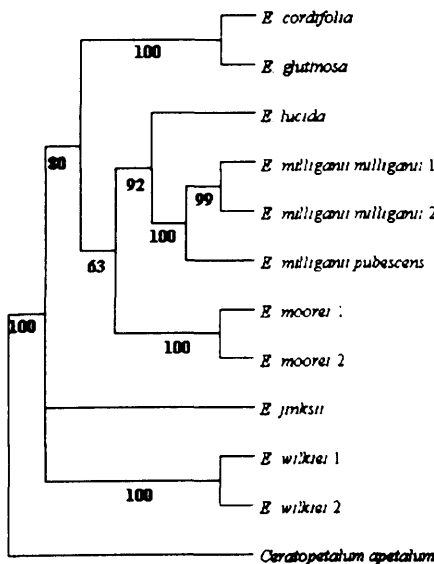 E. cordifolia
100
E. glutinosa
E. lucida
80
E. milliganii milliganii 1
92
99
E. milliganii milliganii 2
100
E. milliganii pubescens
63
E. moorei 1
100
100
E. moorei 2
E. jinksii
E. wilkiei 1
100
E. wilkiei 2
Ceratopetalum apetalum